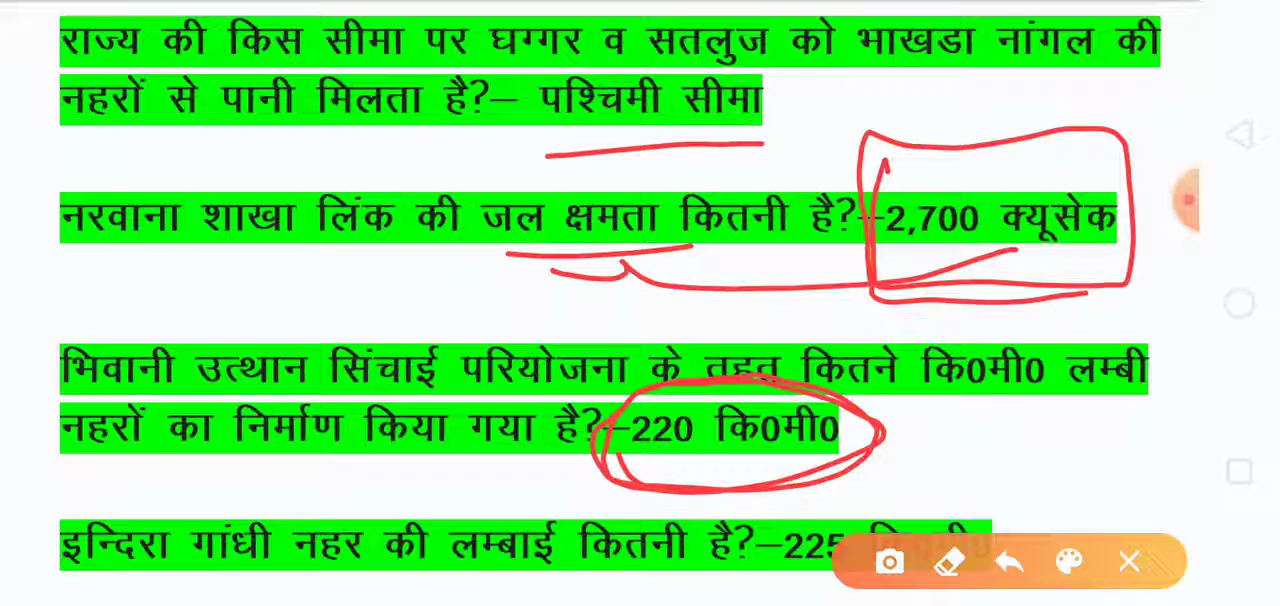 राज्य की किस सीमा पर घग्गर व सतलुज को भाखडा नांगल की
नहरों से पानी मिलता है?– पश्चिमी सीमा
नरवाना शाखा लिंक की जल क्षमता कितनी है?–2,700 क्यूसेक
भिवानी उत्थान सिंचाई परियोजना के तहत कितने कि0मी0 लम्बी
नहरों का निर्माण किया गया है?–220 कि0मी0
इन्दिरा गांधी नहर की लम्बाई कितनी है?–225